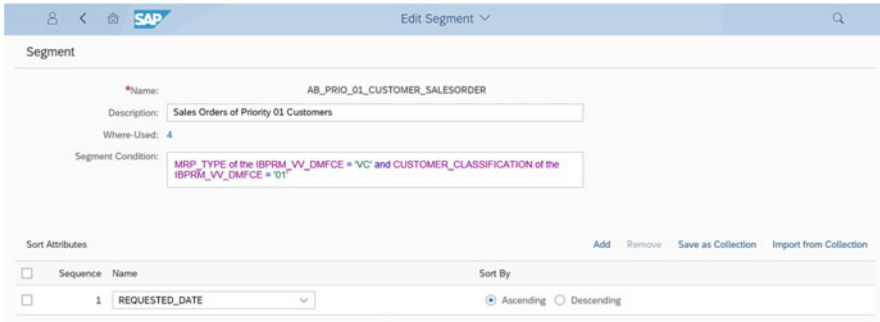 SAP
Edit Segment
Segment
*Name: AB_PRIO_01_CUSTOMER_SALESORDER
Description: Sales Orders of Priority 01 Customers
Where-Used: 4
Segment Condition: MRP_TYPE of the IBPRM_VV_DMFCE = 'VC' and CUSTOMER_CLASSIFICATION of the
IBPRM_VV_DMFCE = '01'
Sort Attributes Add Remove Save as Collection Import from Collection
Sequence Name Sort By
1 REQUESTED_DATE Ascending Descending